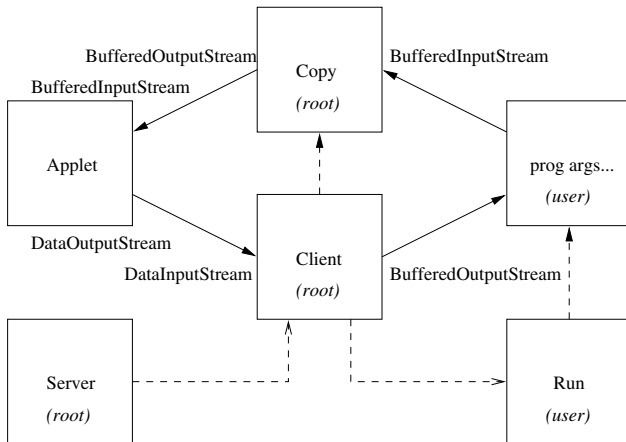 BufferedOutputStream
BufferedInputStream
Copy
(root)
BufferedInputStream
Applet
prog args...
(user)
DataOutputStream
DataInputStream
Client
(root)
BufferedOutputStream
Server
(root)
Run
(user)